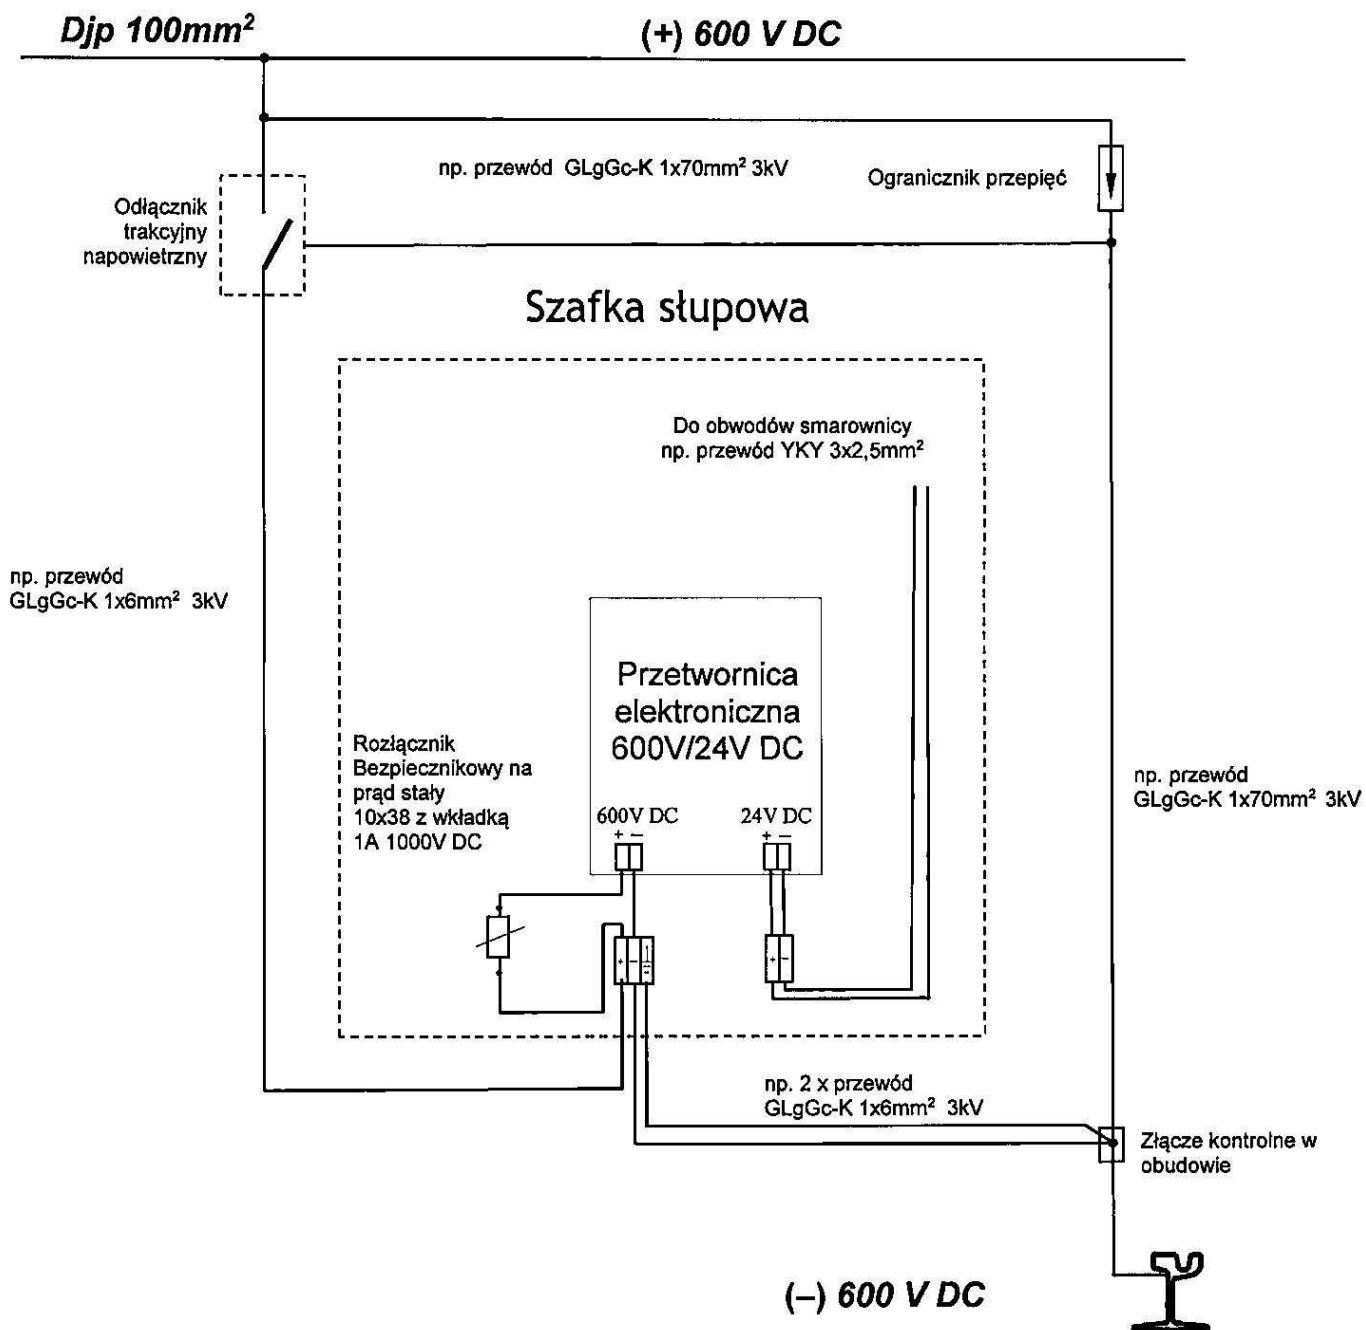 Djp 100mm²
(+) 600 V DC
np. przewód GLgGc-K 1x70mm² 3kV
Ogranicznik przepięć
Odłącznik
trakcyjny
napowietrzny
Szafka słupowa
Do obwodów smarownicy
np. przewód YKY 3x2,5mm²
np. przewód
GLgGc-K 1x6mm² 3kV
Przetwornica
elektroniczna
600V/24V DC
Rozłącznik
Bezpiecznikowy na
prąd stały
10x38 z wkładką
1A 1000V DC
600V DC
+ –
24V DC
+ –
np. przewód
GLgGc-K 1x70mm² 3kV
+ –
+ –
np. 2 x przewód
GLgGc-K 1x6mm² 3kV
Złącze kontrolne w
obudowie
(–) 600 V DC